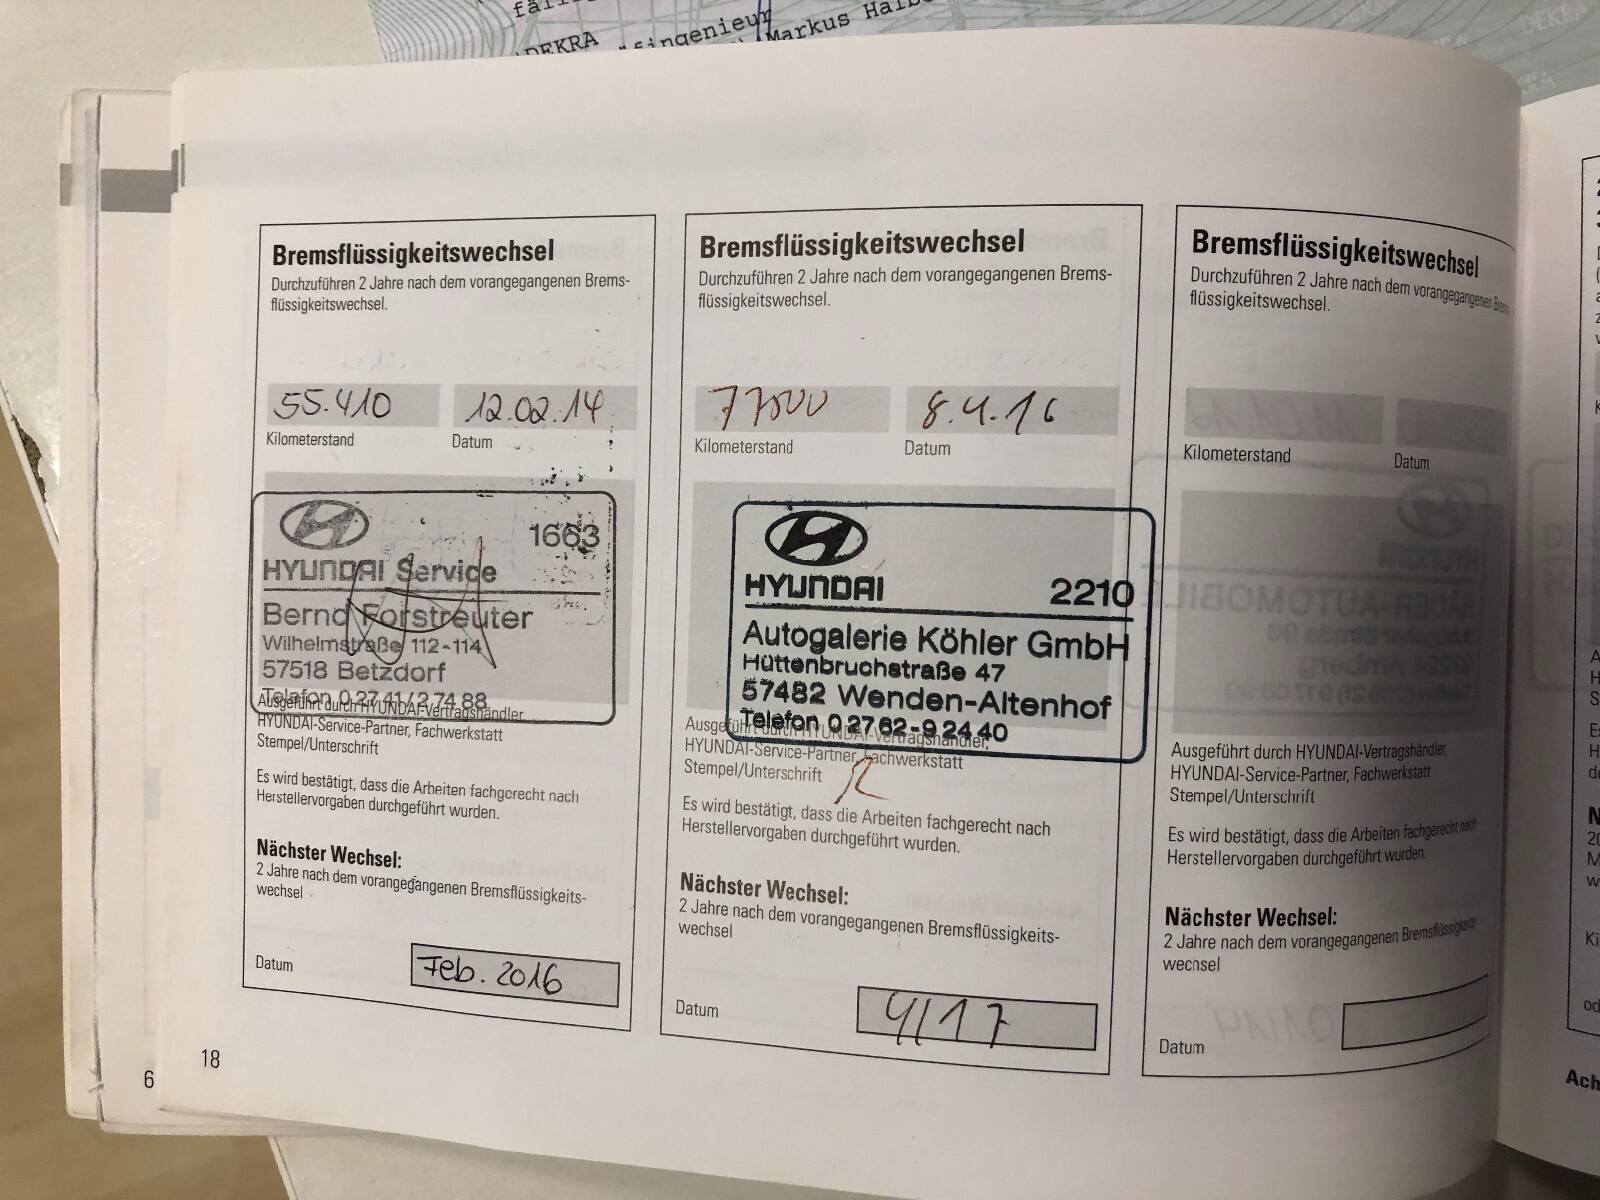 DEKRA
Markus
Bremsflüssigkeitswechsel
Durchzuführen 2 Jahre nach dem vorangegangenen Brems-
flüssigkeitswechsel.
55.410 12.02.14
Kilometerstand Datum
1663
HYUNDAI Service
Bernd Forstreuter
Wilhelmstraße 112-114
57518 Betzdorf
Telefon 0 27 41 / 2 74 88
Ausgeführt durch HYUNDAI-Vertragshändler
HYUNDAI-Service-Partner, Fachwerkstatt
Stempel/Unterschrift
Es wird bestätigt, dass die Arbeiten fachgerecht nach
Herstellervorgaben durchgeführt wurden.
Nächster Wechsel:
2 Jahre nach dem vorangegangenen Bremsflüssigkeits-
wechsel
Datum Feb. 2016
Bremsflüssigkeitswechsel
Durchzuführen 2 Jahre nach dem vorangegangenen Brems-
flüssigkeitswechsel.
77000 8.4.16
Kilometerstand Datum
HYUNDAI 2210
Autogalerie Köhler GmbH
Hüttenbruchstraße 47
57482 Wenden-Altenhof
Telefon 0 27 62 - 9 24 40
Ausgeführt durch HYUNDAI-Vertragshändler,
HYUNDAI-Service-Partner, Fachwerkstatt
Stempel/Unterschrift
Es wird bestätigt, dass die Arbeiten fachgerecht nach
Herstellervorgaben durchgeführt wurden.
Nächster Wechsel:
2 Jahre nach dem vorangegangenen Bremsflüssigkeits-
wechsel
Datum 4/17
Bremsflüssigkeitswechsel
Durchzuführen 2 Jahre nach dem vorangegangenen Brems-
flüssigkeitswechsel.
Kilometerstand Datum
Ausgeführt durch HYUNDAI-Vertragshändler,
HYUNDAI-Service-Partner, Fachwerkstatt
Stempel/Unterschrift
Es wird bestätigt, dass die Arbeiten fachgerecht nach
Herstellervorgaben durchgeführt wurden.
Nächster Wechsel:
2 Jahre nach dem vorangegangenen Bremsflüssigkeits-
wechsel
Datum
18
6